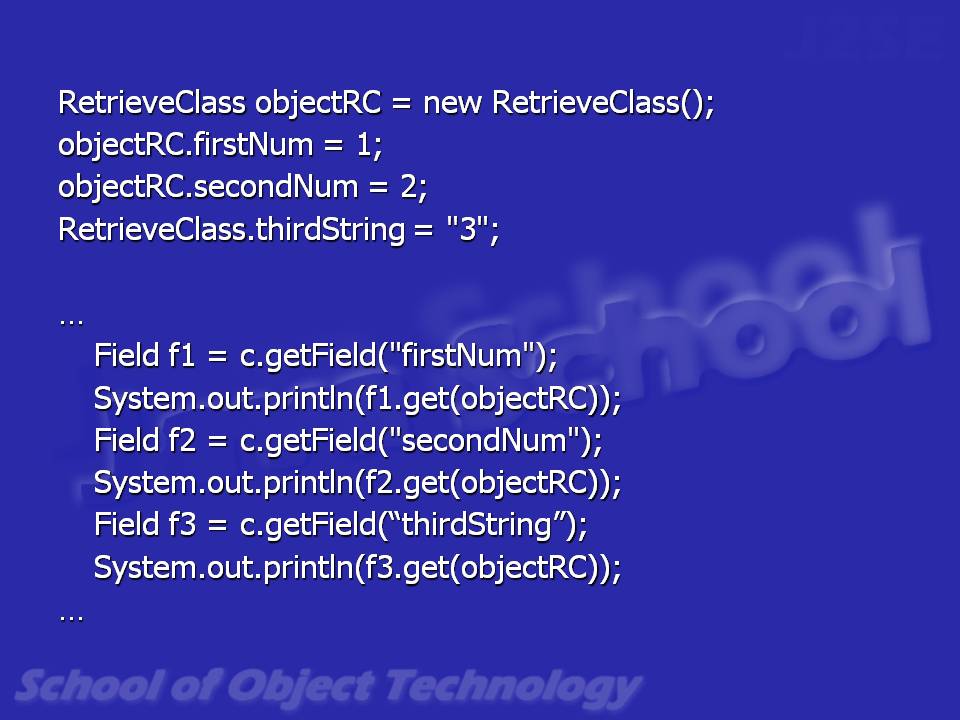 J2SE
RetrieveClass objectRC = new RetrieveClass();
objectRC.firstNum = 1;
objectRC.secondNum = 2;
RetrieveClass.thirdString = "3";
…
Field f1 = c.getField("firstNum");
System.out.println(f1.get(objectRC));
Field f2 = c.getField("secondNum");
System.out.println(f2.get(objectRC));
Field f3 = c.getField(“thirdString”);
System.out.println(f3.get(objectRC));
…
School
School of Object Technology